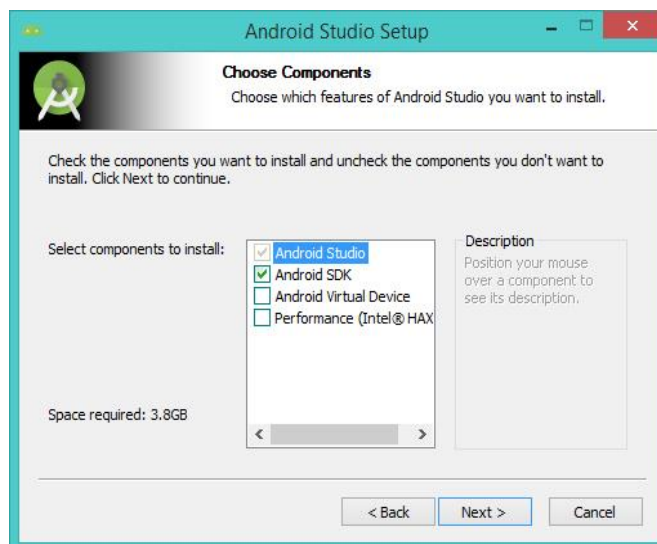 Android Studio Setup
Choose Components
Choose which features of Android Studio you want to install.
Check the components you want to install and uncheck the components you don't want to
install. Click Next to continue.
Select components to install:
Android Studio
Android SDK
Android Virtual Device
Performance (Intel® HAX
Description
Position your mouse
over a component to
see its description.
Space required: 3.8GB
< Back
Next >
Cancel